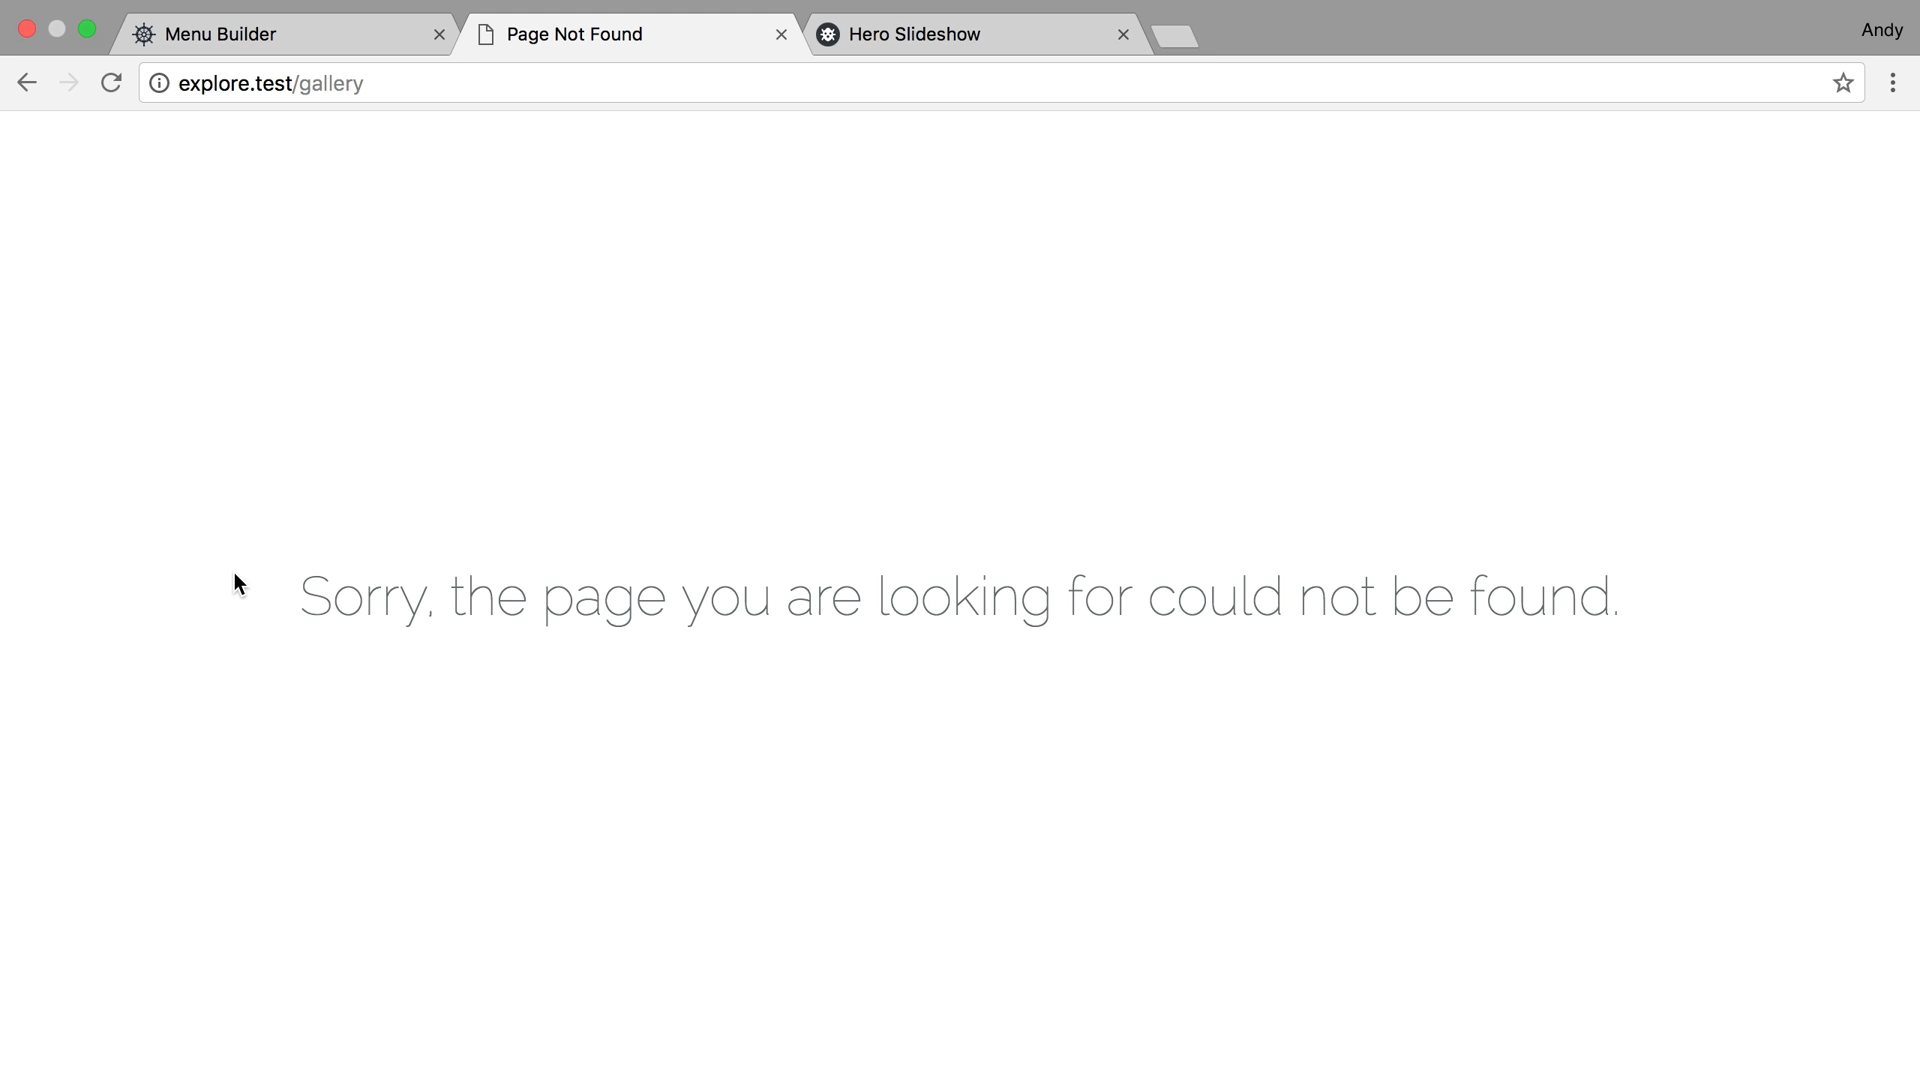 Menu Builder
Page Not Found
Hero Slideshow
Andy
explore.test/gallery
Sorry, the page you are looking for could not be found.